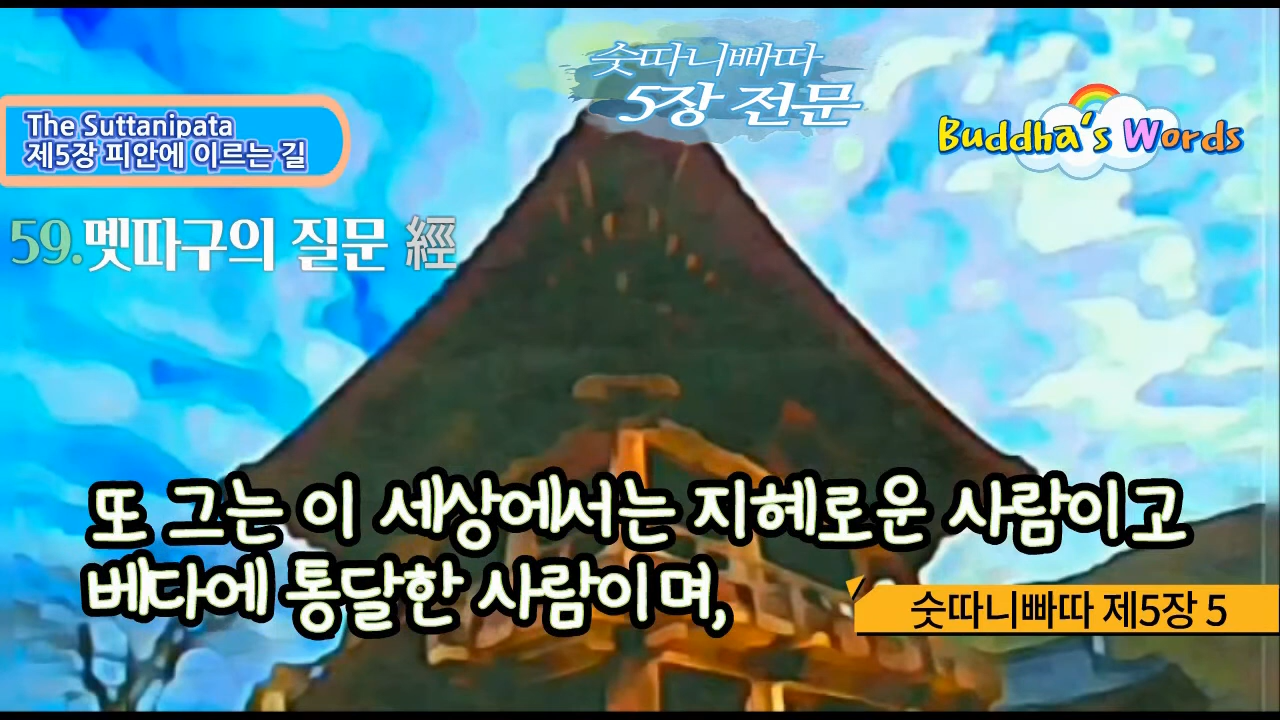 숫따니빠따
5장 전문
The Suttanipata
제5장 피안에 이르는 길
Buddha's Words
59.멧따구의 질문 經
또 그는 이 세상에서는 지혜로운 사람이고
베다에 통달한 사람이며,
숫따니빠따 제5장 5